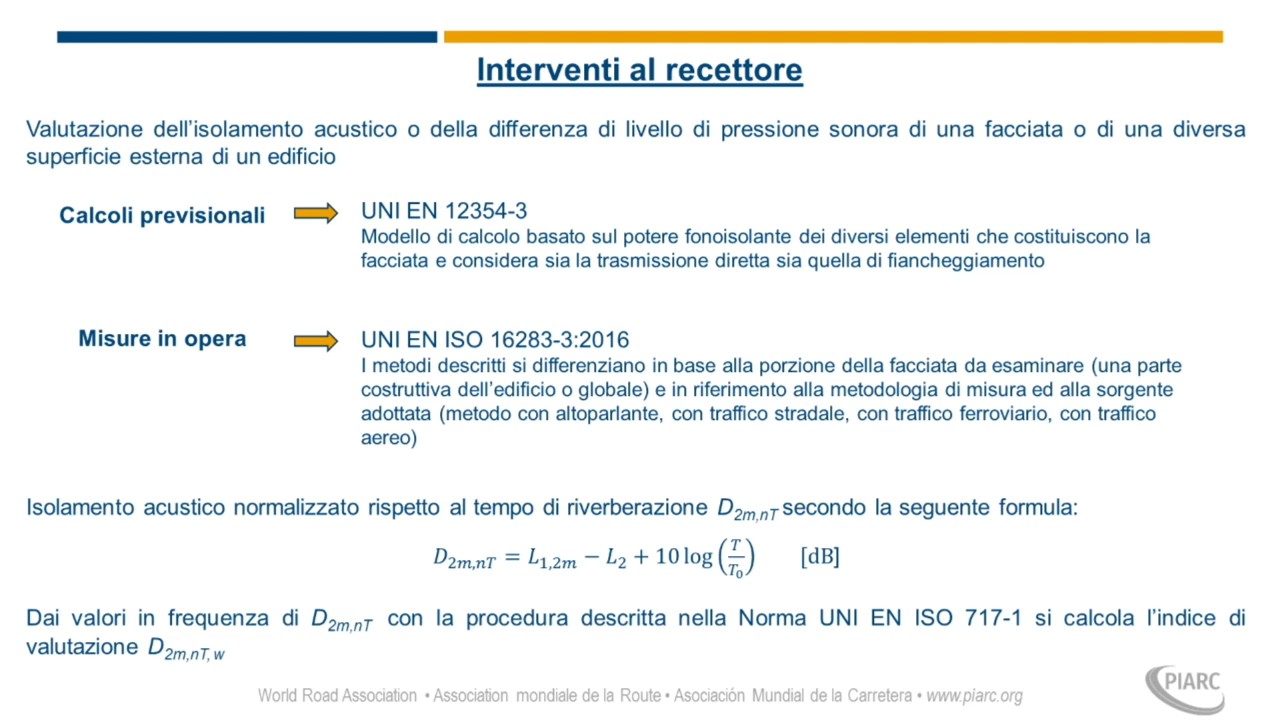 Interventi al recettore
Valutazione dell'isolamento acustico o della differenza di livello di pressione sonora di una facciata o di una diversa
superficie esterna di un edificio
Calcoli previsionali
UNI EN 12354-3
Modello di calcolo basato sul potere fonoisolante dei diversi elementi che costituiscono la
facciata e considera sia la trasmissione diretta sia quella di fiancheggiamento
Misure in opera
UNI EN ISO 16283-3:2016
I metodi descritti si differenziano in base alla porzione della facciata da esaminare (una parte
costruttiva dell'edificio o globale) e in riferimento alla metodologia di misura ed alla sorgente
adottata (metodo con altoparlante, con traffico stradale, con traffico ferroviario, con traffico
aereo)
Isolamento acustico normalizzato rispetto al tempo di riverberazione D2m,nT secondo la seguente formula:
D2m,nT = L1,2m − L2 + 10 log (T/T0) [dB]
Dai valori in frequenza di D2m,nT con la procedura descritta nella Norma UNI EN ISO 717-1 si calcola l'indice di
valutazione D2m,nT, w
World Road Association • Association mondiale de la Route • Asociación Mundial de la Carretera • www.piarc.org
PIARC